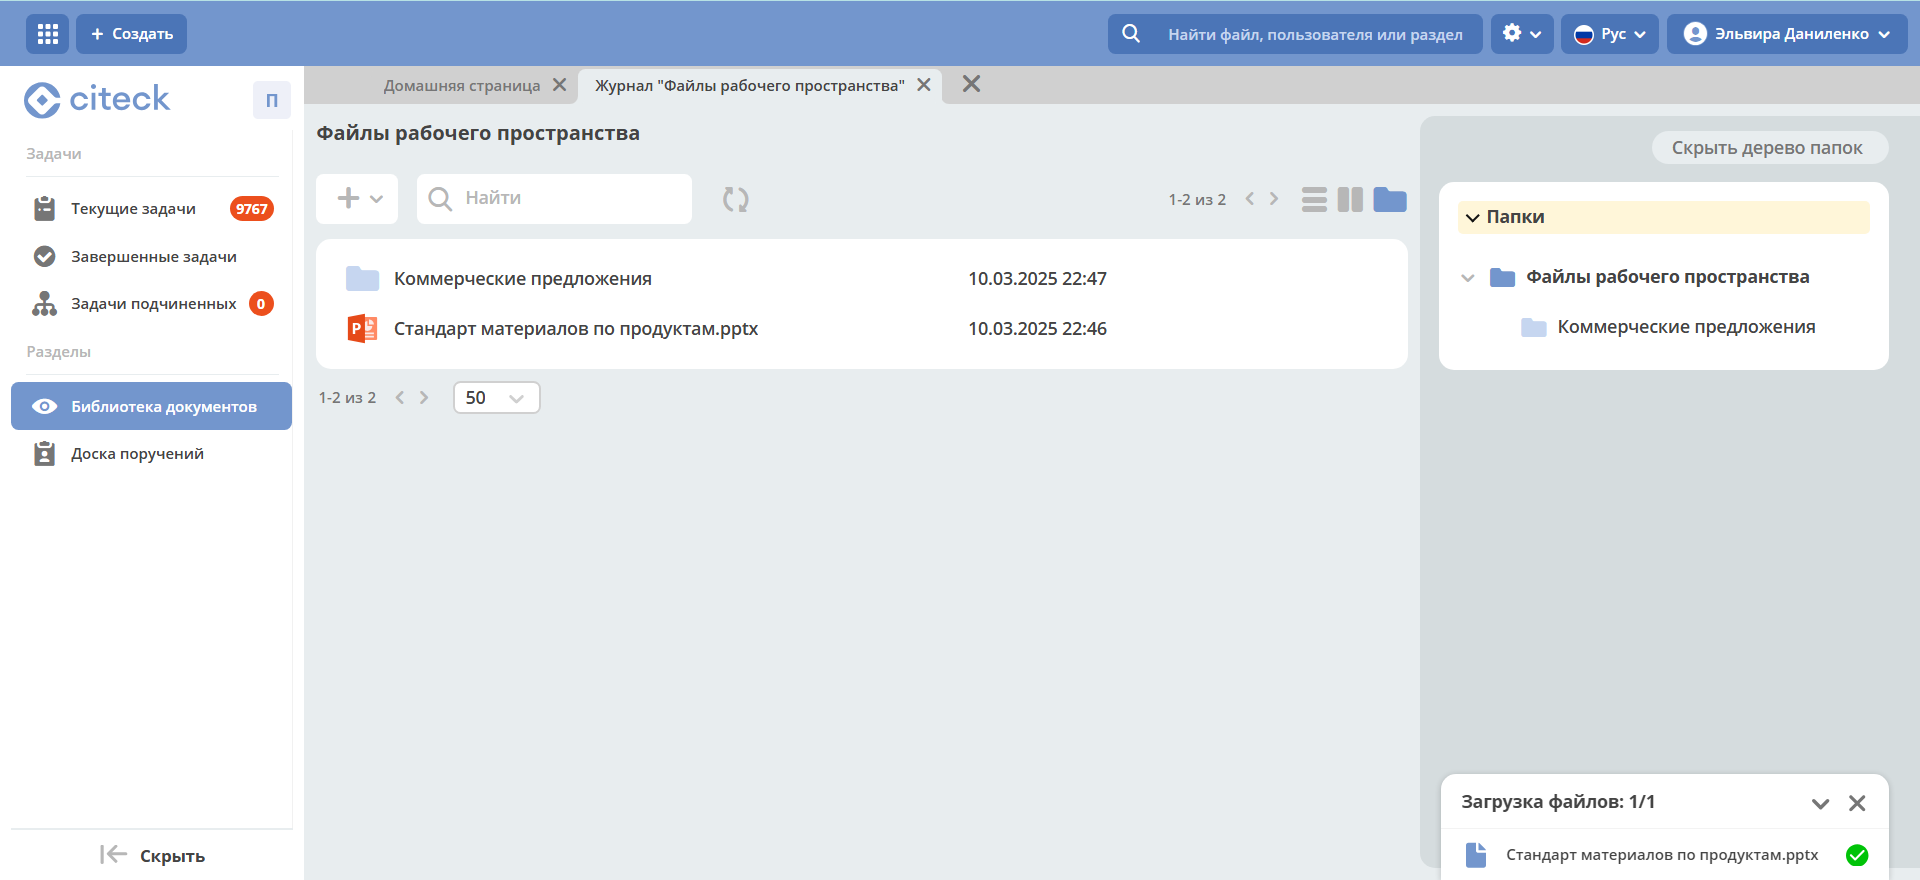 Создать
Найти файл, пользователя или раздел
Рус
Эльвира Даниленко
citeck
П
Домашняя страница
Журнал "Файлы рабочего пространства"
Задачи
Текущие задачи 9767
Завершенные задачи
Задачи подчиненных 0
Разделы
Библиотека документов
Доска поручений
Скрыть
Файлы рабочего пространства
Найти
1-2 из 2
Коммерческие предложения 10.03.2025 22:47
P Стандарт материалов по продуктам.pptx 10.03.2025 22:46
1-2 из 2
50
Скрыть дерево папок
Папки
Файлы рабочего пространства
Коммерческие предложения
Загрузка файлов: 1/1
Стандарт материалов по продуктам.pptx